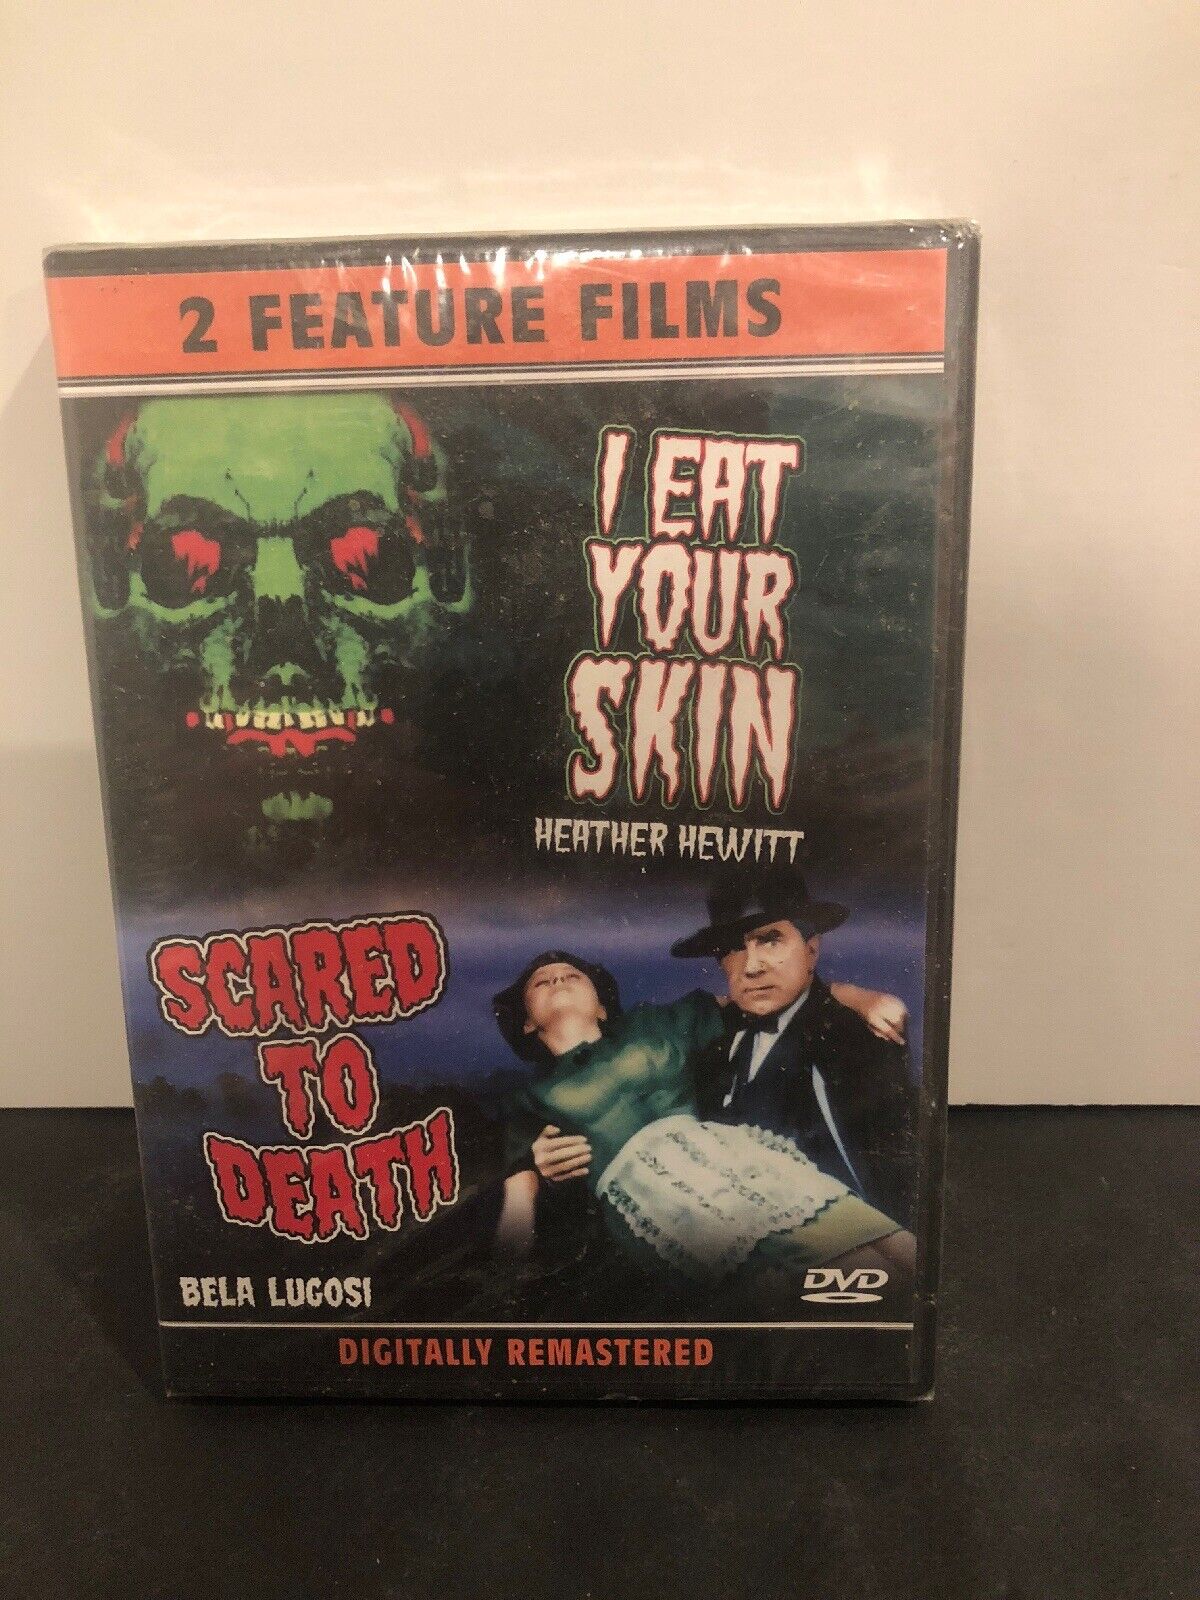 2 FEATURE FILMS
I EAT
YOUR
SKIN
HEATHER HEWITT
SCARED
TO
DEATH
BELA LUGOSI
DVD
DIGITALLY REMASTERED